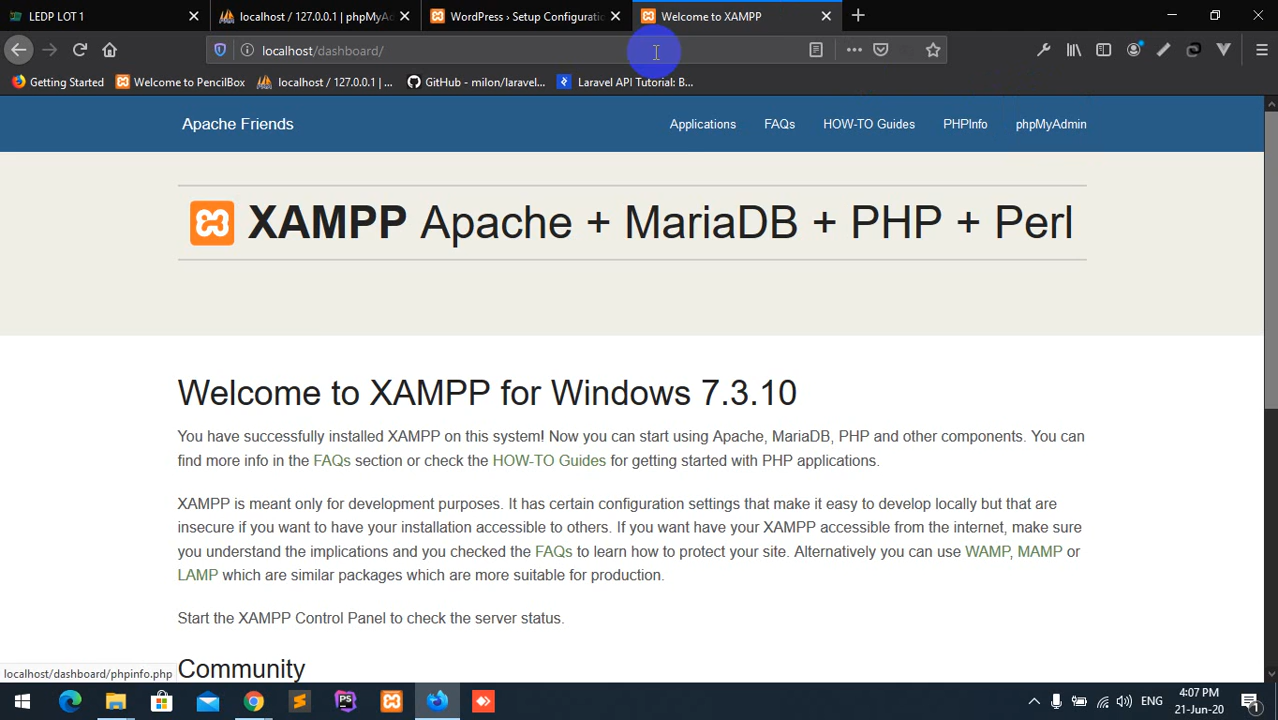 LEDP LOT 1
localhost / 127.0.0.1 | phpMyAd
WordPress › Setup Configuratio
Welcome to XAMPP
localhost/dashboard/
Getting Started
Welcome to PencilBox
localhost / 127.0.0.1 | ...
GitHub - milon/laravel...
Laravel API Tutorial: B...
Apache Friends
Applications
FAQs
HOW-TO Guides
PHPInfo
phpMyAdmin
XAMPP Apache + MariaDB + PHP + Perl
Welcome to XAMPP for Windows 7.3.10
You have successfully installed XAMPP on this system! Now you can start using Apache, MariaDB, PHP and other components. You can
find more info in the FAQs section or check the HOW-TO Guides for getting started with PHP applications.
XAMPP is meant only for development purposes. It has certain configuration settings that make it easy to develop locally but that are
insecure if you want to have your installation accessible to others. If you want have your XAMPP accessible from the internet, make sure
you understand the implications and you checked the FAQs to learn how to protect your site. Alternatively you can use WAMP, MAMP or
LAMP which are similar packages which are more suitable for production.
Start the XAMPP Control Panel to check the server status.
Community
localhost/dashboard/phpinfo.php
ENG
4:07 PM
21-Jun-20